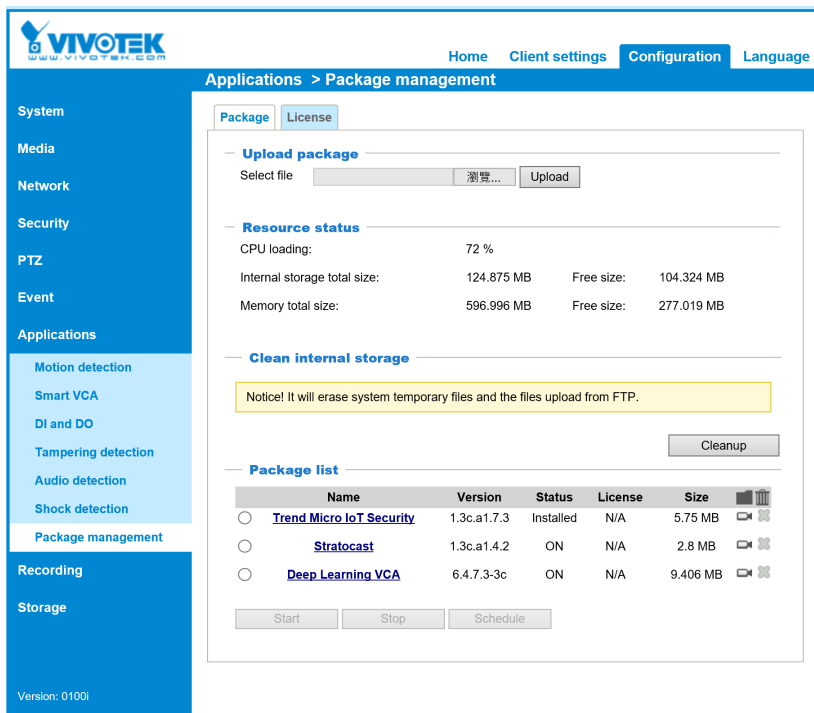 VIVOTEK
www.vivotek.com
Home Client settings Configuration Language
Applications > Package management
System
Media
Network
Security
PTZ
Event
Applications
Motion detection
Smart VCA
DI and DO
Tampering detection
Audio detection
Shock detection
Package management
Recording
Storage
Version: 0100i
Package License
Upload package
Select file 瀏覽... Upload
Resource status
CPU loading: 72 %
Internal storage total size: 124.875 MB Free size: 104.324 MB
Memory total size: 596.996 MB Free size: 277.019 MB
Clean internal storage
Notice! It will erase system temporary files and the files upload from FTP.
Cleanup
Package list
Name Version Status License Size
Trend Micro IoT Security 1.3c.a1.7.3 Installed N/A 5.75 MB
Stratocast 1.3c.a1.4.2 ON N/A 2.8 MB
Deep Learning VCA 6.4.7.3-3c ON N/A 9.406 MB
Start Stop Schedule